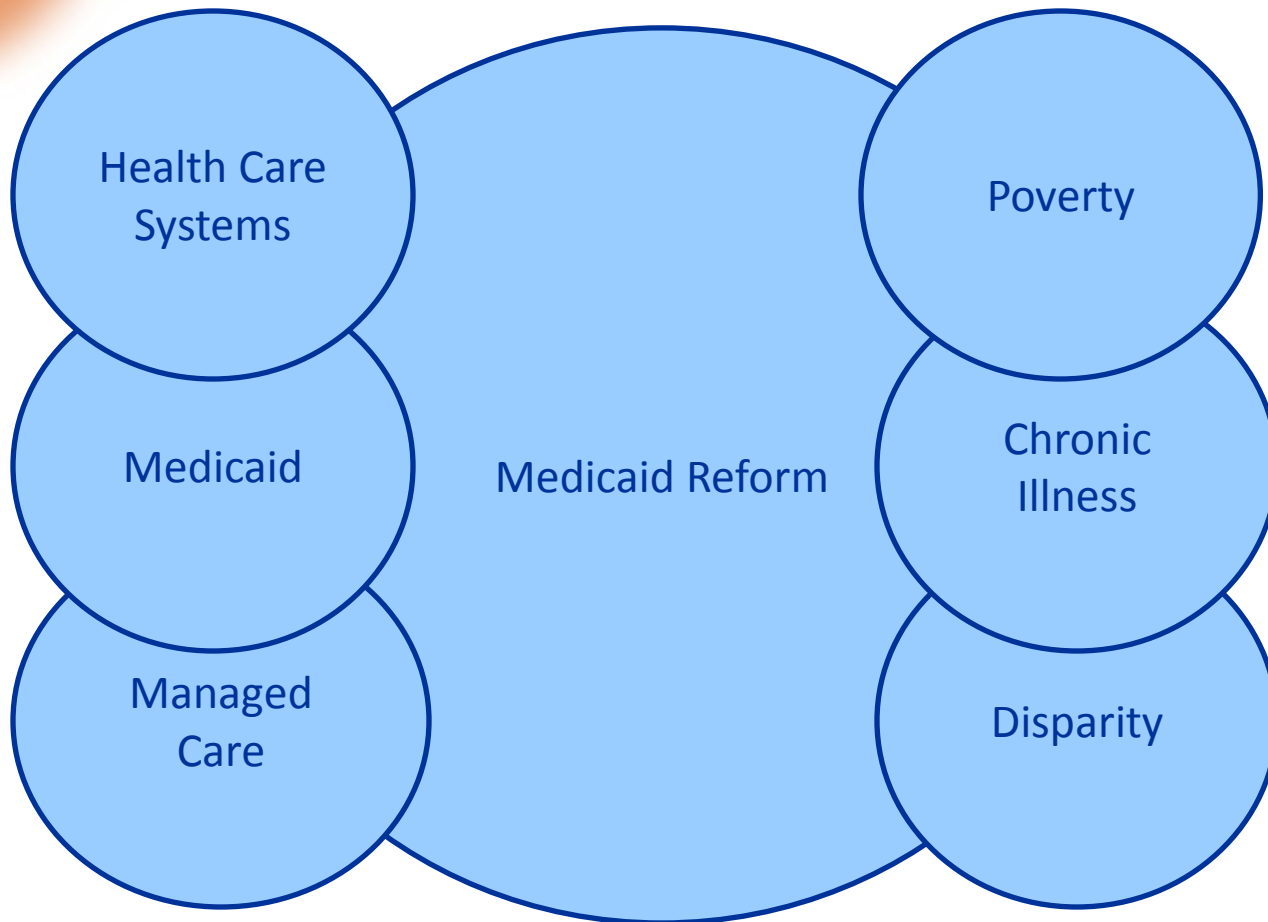 Health Care
Systems
Medicaid
Managed
Care
Medicaid Reform
Poverty
Chronic
Illness
Disparity